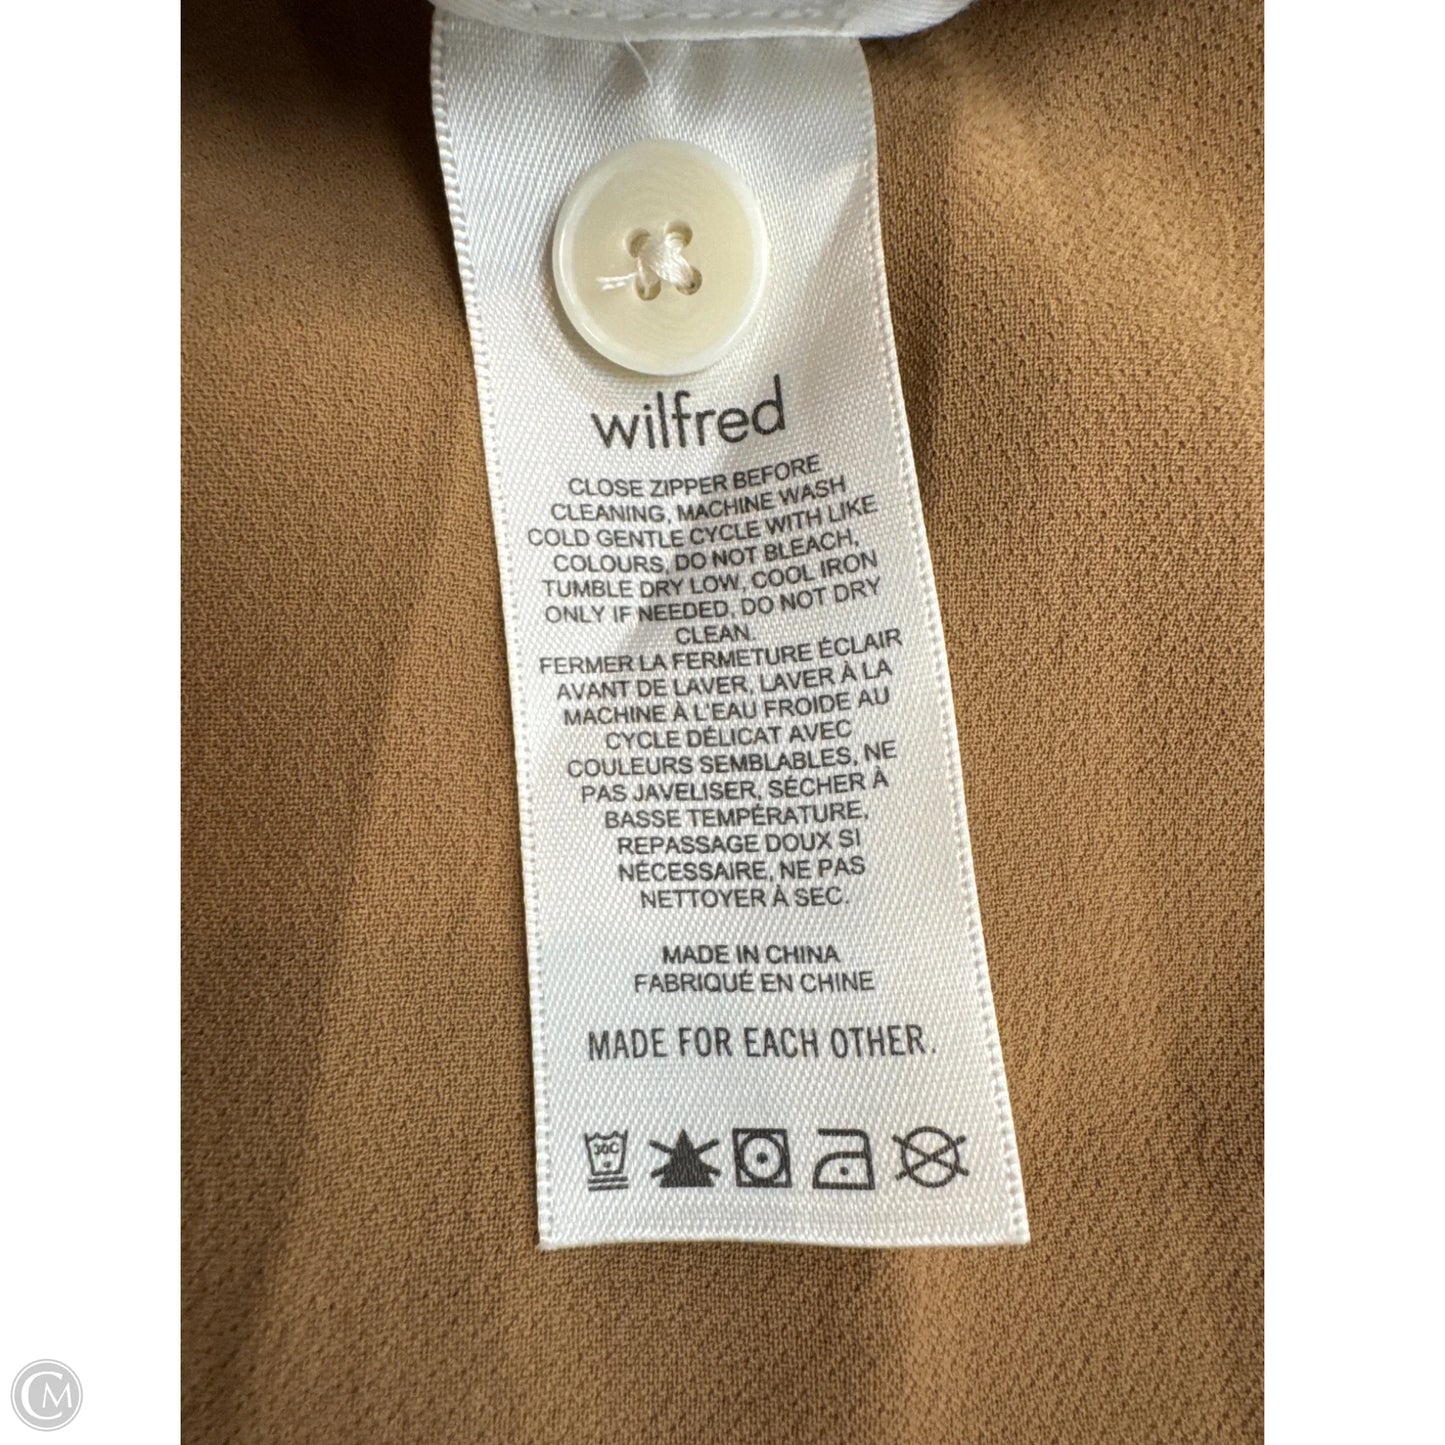 wilfred
CLOSE ZIPPER BEFORE
CLEANING, MACHINE WASH
COLD GENTLE CYCLE WITH LIKE
COLOURS, DO NOT BLEACH,
TUMBLE DRY LOW, COOL IRON
ONLY IF NEEDED, DO NOT DRY
CLEAN.
FERMER LA FERMETURE ÉCLAIR
AVANT DE LAVER, LAVER À LA
MACHINE À L'EAU FROIDE AU
CYCLE DÉLICAT AVEC
COULEURS SEMBLABLES, NE
PAS JAVELISER, SÉCHER À
BASSE TEMPÉRATURE,
REPASSAGE DOUX SI
NÉCESSAIRE, NE PAS
NETTOYER À SEC.
MADE IN CHINA
FABRIQUÉ EN CHINE
MADE FOR EACH OTHER.
30C
CM